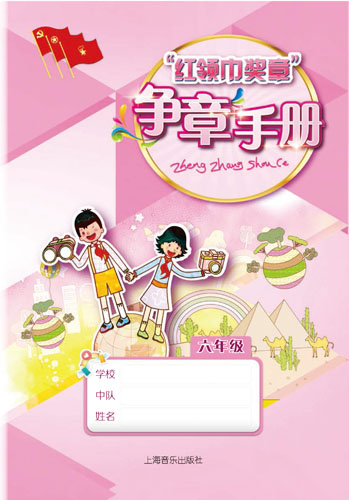 “红领巾奖章”
争章手册
Zheng Zhang Shou Ce
六年级
学校
中队
姓名
上海音乐出版社